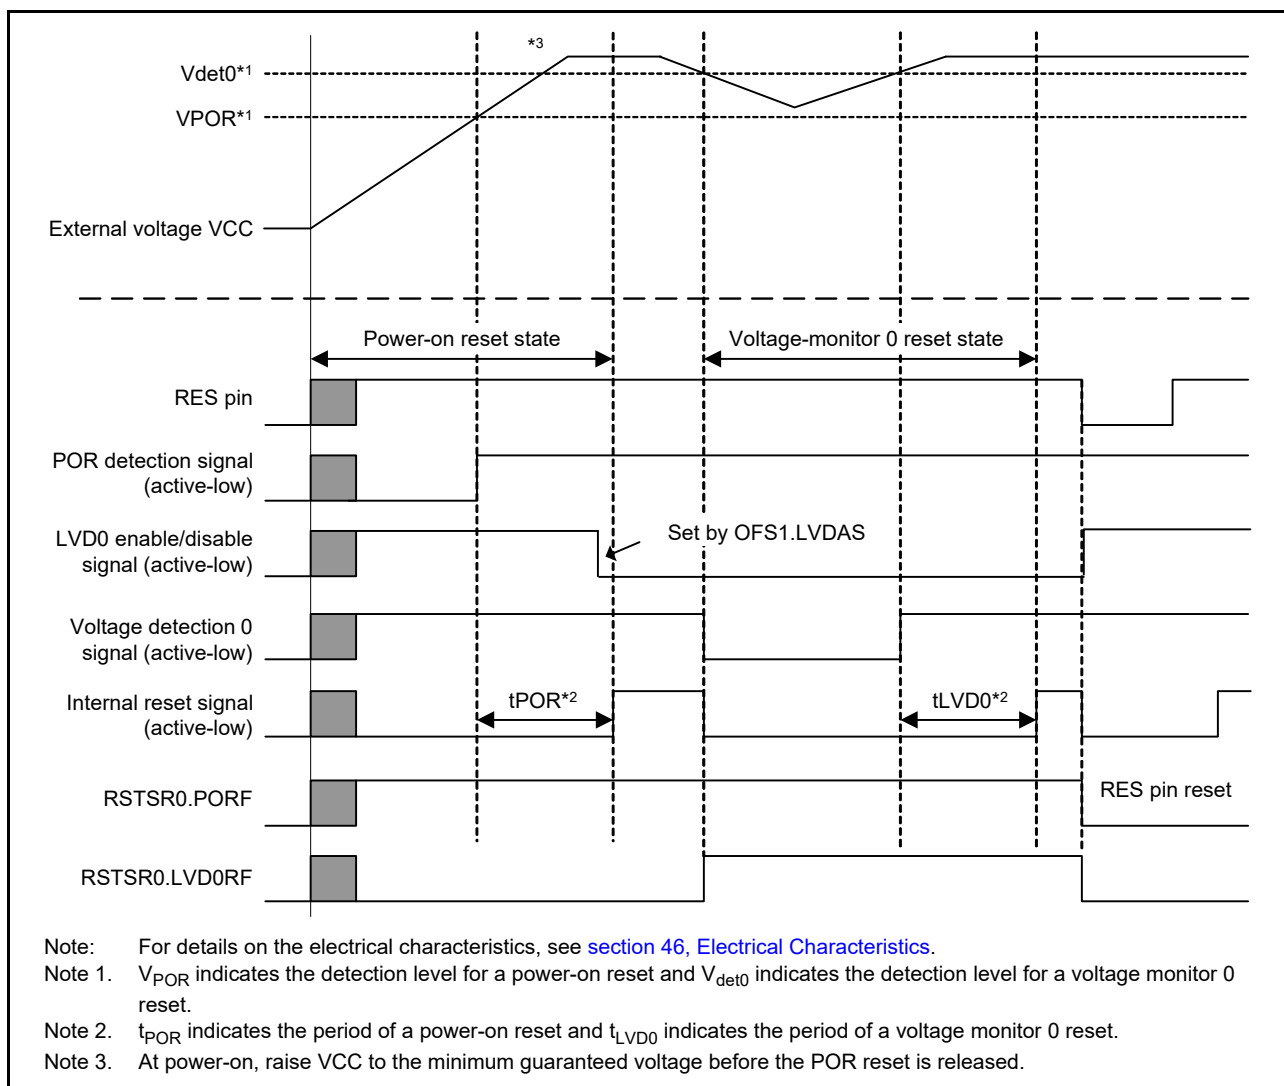 *3
Vdet0*1
VPOR*1
External voltage VCC
Power-on reset state
Voltage-monitor 0 reset state
RES pin
POR detection signal
(active-low)
LVD0 enable/disable
signal (active-low)
Set by OFS1.LVDAS
Voltage detection 0
signal (active-low)
Internal reset signal
(active-low)
tPOR*2
tLVD0*2
RSTSR0.PORF
RES pin reset
RSTSR0.LVD0RF
Note: For details on the electrical characteristics, see section 46, Electrical Characteristics.
Note 1. VPOR indicates the detection level for a power-on reset and Vdet0 indicates the detection level for a voltage monitor 0
reset.
Note 2. tPOR indicates the period of a power-on reset and tLVD0 indicates the period of a voltage monitor 0 reset.
Note 3. At power-on, raise VCC to the minimum guaranteed voltage before the POR reset is released.